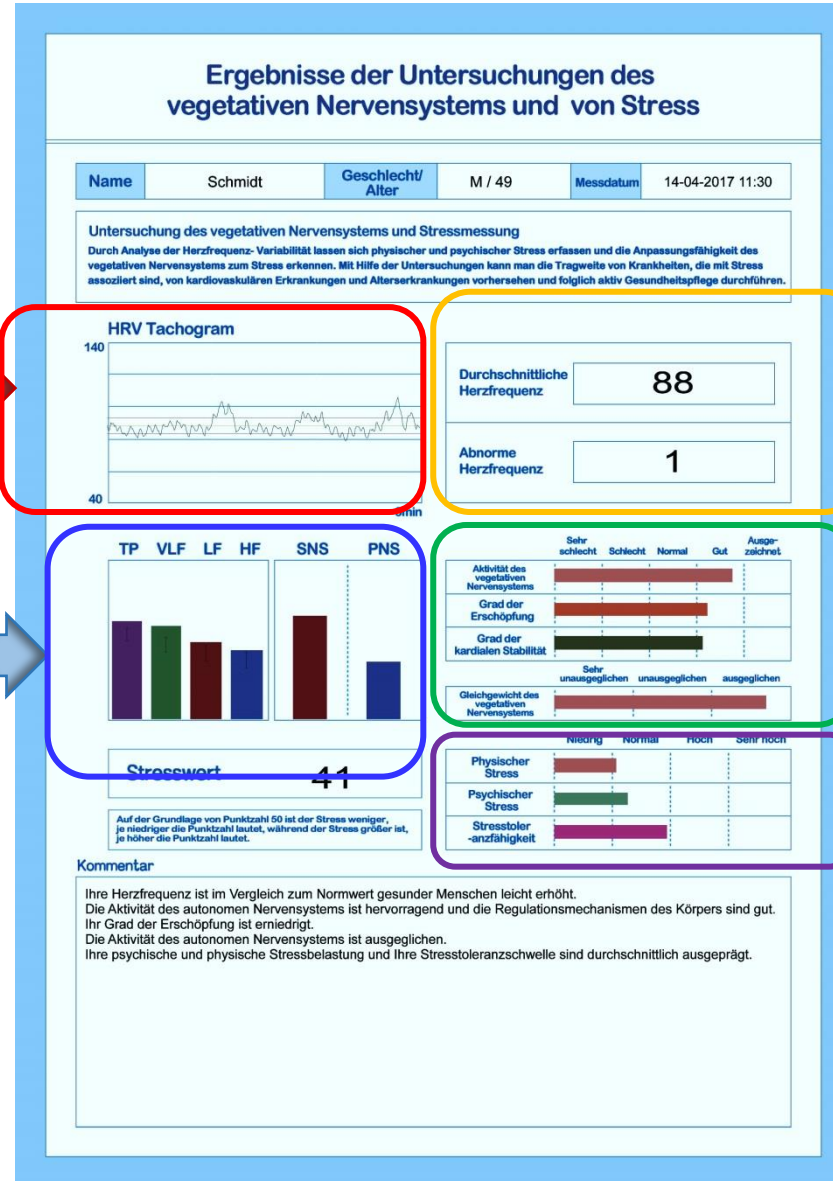 Ergebnisse der Untersuchungen des
vegetativen Nervensystems und von Stress
Name Schmidt Geschlecht/ Alter M / 49 Messdatum 14-04-2017 11:30
Untersuchung des vegetativen Nervensystems und Stressmessung
Durch Analyse der Herzfrequenz- Variabilität lassen sich physischer und psychischer Stress erfassen und die Anpassungsfähigkeit des
vegetativen Nervensystems zum Stress erkennen. Mit Hilfe der Untersuchungen kann man die Tragweite von Krankheiten, die mit Stress
assoziiert sind, von kardiovaskulären Erkrankungen und Alterserkrankungen vorhersehen und folglich aktiv Gesundheitspflege durchführen.
HRV Tachogram
140
40
5min
Durchschnittliche
Herzfrequenz
88
Abnorme
Herzfrequenz
1
TP VLF LF HF SNS PNS
Sehr schlecht Schlecht Normal Gut Ausge-zeichnet
Aktivität des
vegetativen
Nervensystems
Grad der
Erschöpfung
Grad der
kardialen Stabilität
Sehr
unausgeglichen unausgeglichen ausgeglichen
Gleichgewicht des
vegetativen
Nervensystems
Stresswert 41
Auf der Grundlage von Punktzahl 50 ist der Stress weniger,
je niedriger die Punktzahl lautet, während der Stress größer ist,
je höher die Punktzahl lautet.
Niedrig Normal Hoch Sehr hoch
Physischer
Stress
Psychischer
Stress
Stresstoler
-anzfähigkeit
Kommentar
Ihre Herzfrequenz ist im Vergleich zum Normwert gesunder Menschen leicht erhöht.
Die Aktivität des autonomen Nervensystems ist hervorragend und die Regulationsmechanismen des Körpers sind gut.
Ihr Grad der Erschöpfung ist erniedrigt.
Die Aktivität des autonomen Nervensystems ist ausgeglichen.
Ihre psychische und physische Stressbelastung und Ihre Stresstoleranzschwelle sind durchschnittlich ausgeprägt.